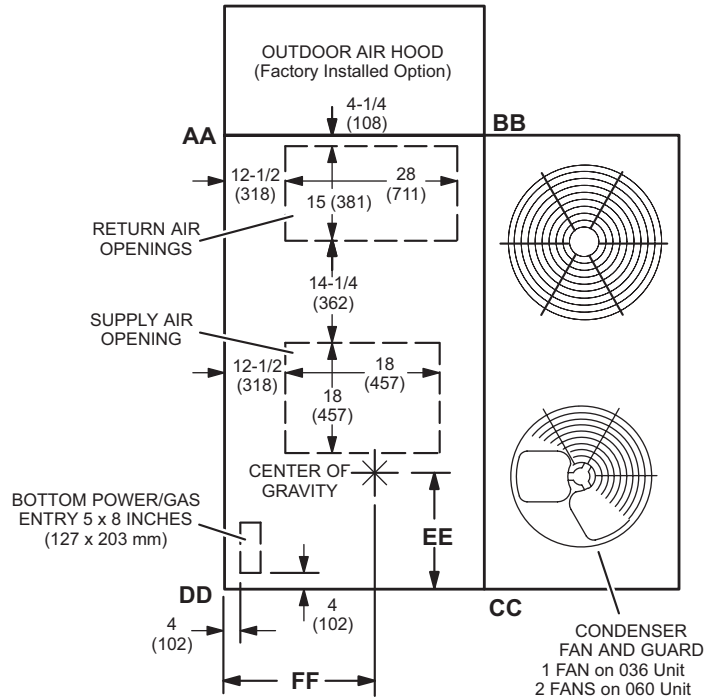 OUTDOOR AIR HOOD
(Factory Installed Option)
4-1/4
(108)
AA
BB
12-1/2
(318)
28
(711)
15 (381)
RETURN AIR
OPENINGS
14-1/4
(362)
SUPPLY AIR
OPENING
12-1/2
(318)
18
(457)
18
(457)
CENTER OF
GRAVITY
BOTTOM POWER/GAS
ENTRY 5 x 8 INCHES
(127 x 203 mm)
EE
DD
CC
4
(102)
4
(102)
FF
CONDENSER
FAN AND GUARD
1 FAN on 036 Unit
2 FANS on 060 Unit